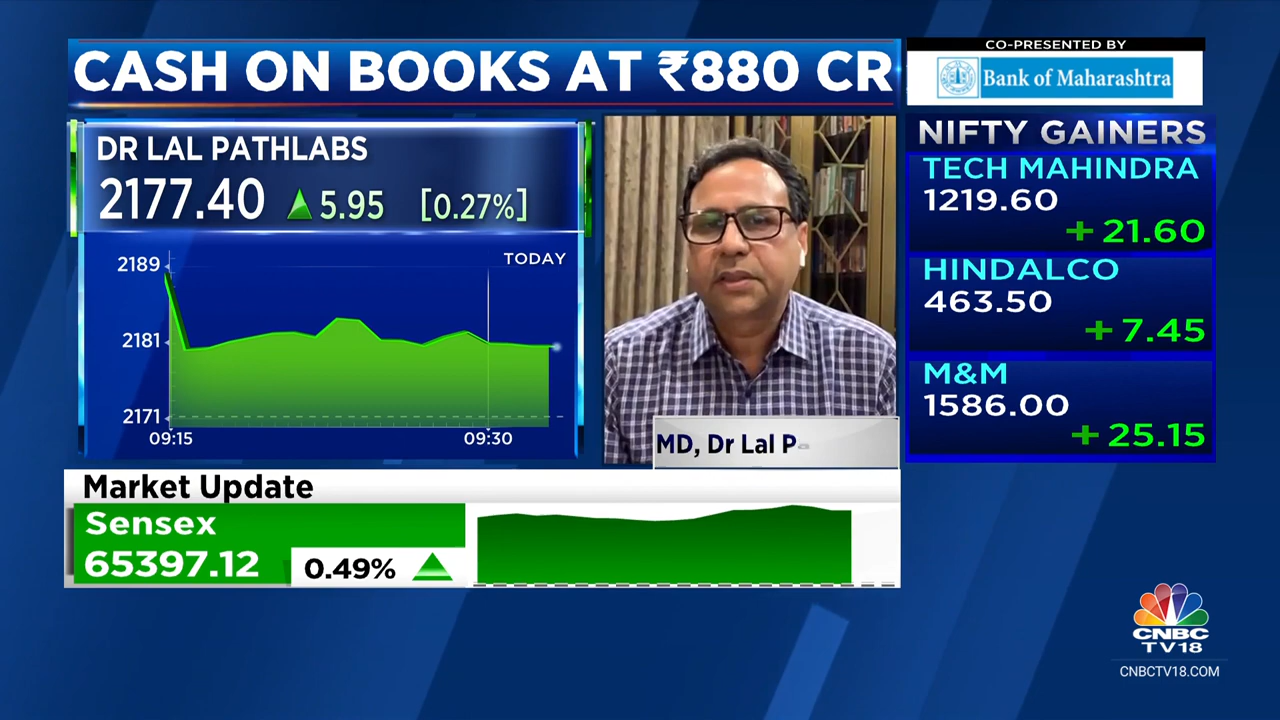 CASH ON BOOKS AT ₹880 CR
CO-PRESENTED BY
Bank of Maharashtra
DR LAL PATHLABS
2177.40 ▲ 5.95 [0.27%]
TODAY
2189
2181
2171
09:15 09:30
MD, Dr Lal P
NIFTY GAINERS
TECH MAHINDRA
1219.60
+ 21.60
HINDALCO
463.50
+ 7.45
M&M
1586.00
+ 25.15
Market Update
Sensex
65397.12 0.49% ▲
CNBC
TV18
CNBCTV18.COM